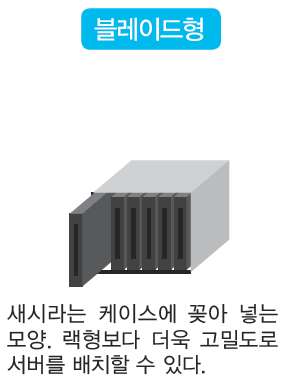 블레이드형
새시라는 케이스에 꽂아 넣는
모양. 랙형보다 더욱 고밀도로
서버를 배치할 수 있다.